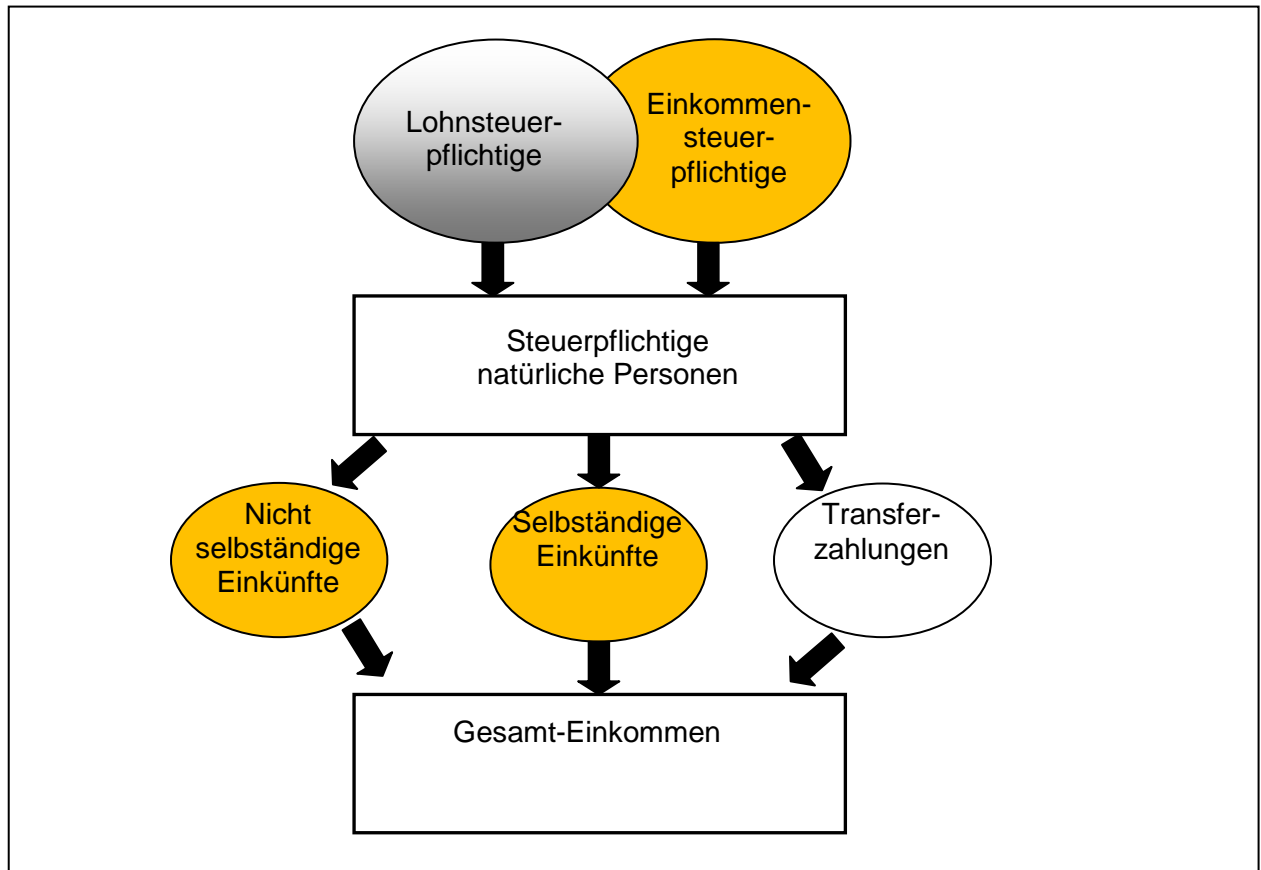 Lohnsteuer-
pflichtige
Einkommen-
steuer-
pflichtige
Steuerpflichtige
natürliche Personen
Nicht
selbständige
Einkünfte
Selbständige
Einkünfte
Transfer-
zahlungen
Gesamt-Einkommen